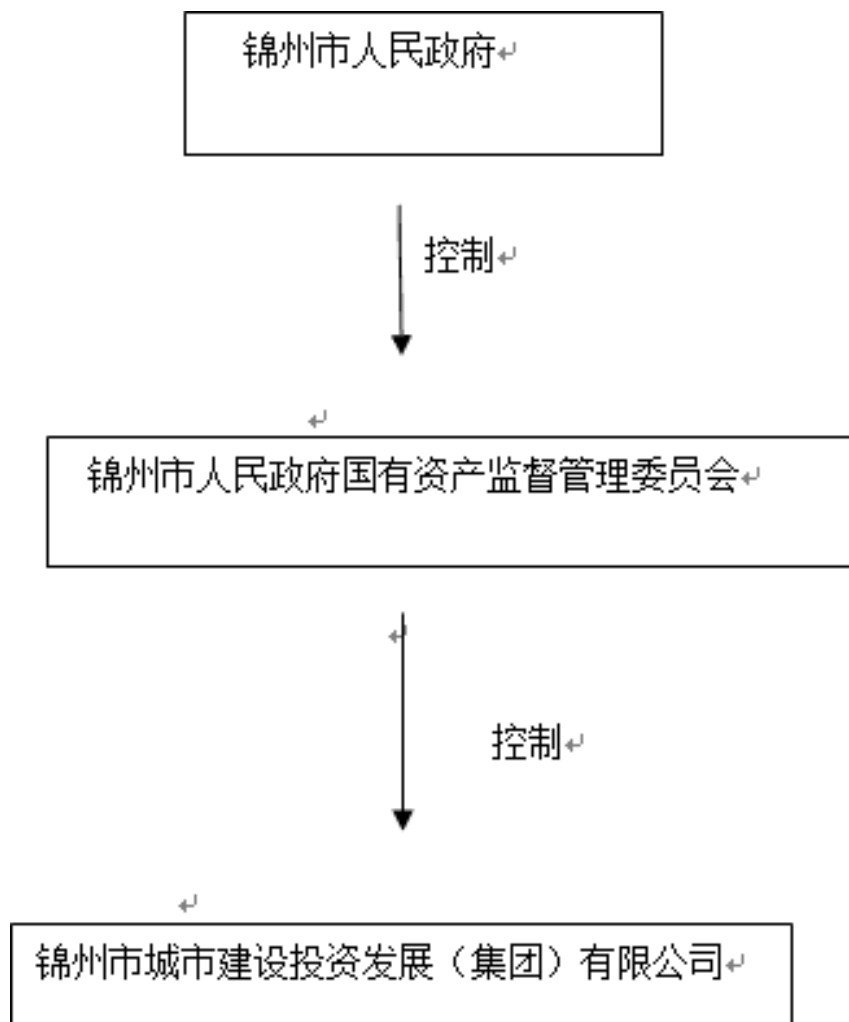 锦州市人民政府
控制
锦州市人民政府国有资产监督管理委员会
控制
锦州市城市建设投资发展（集团）有限公司